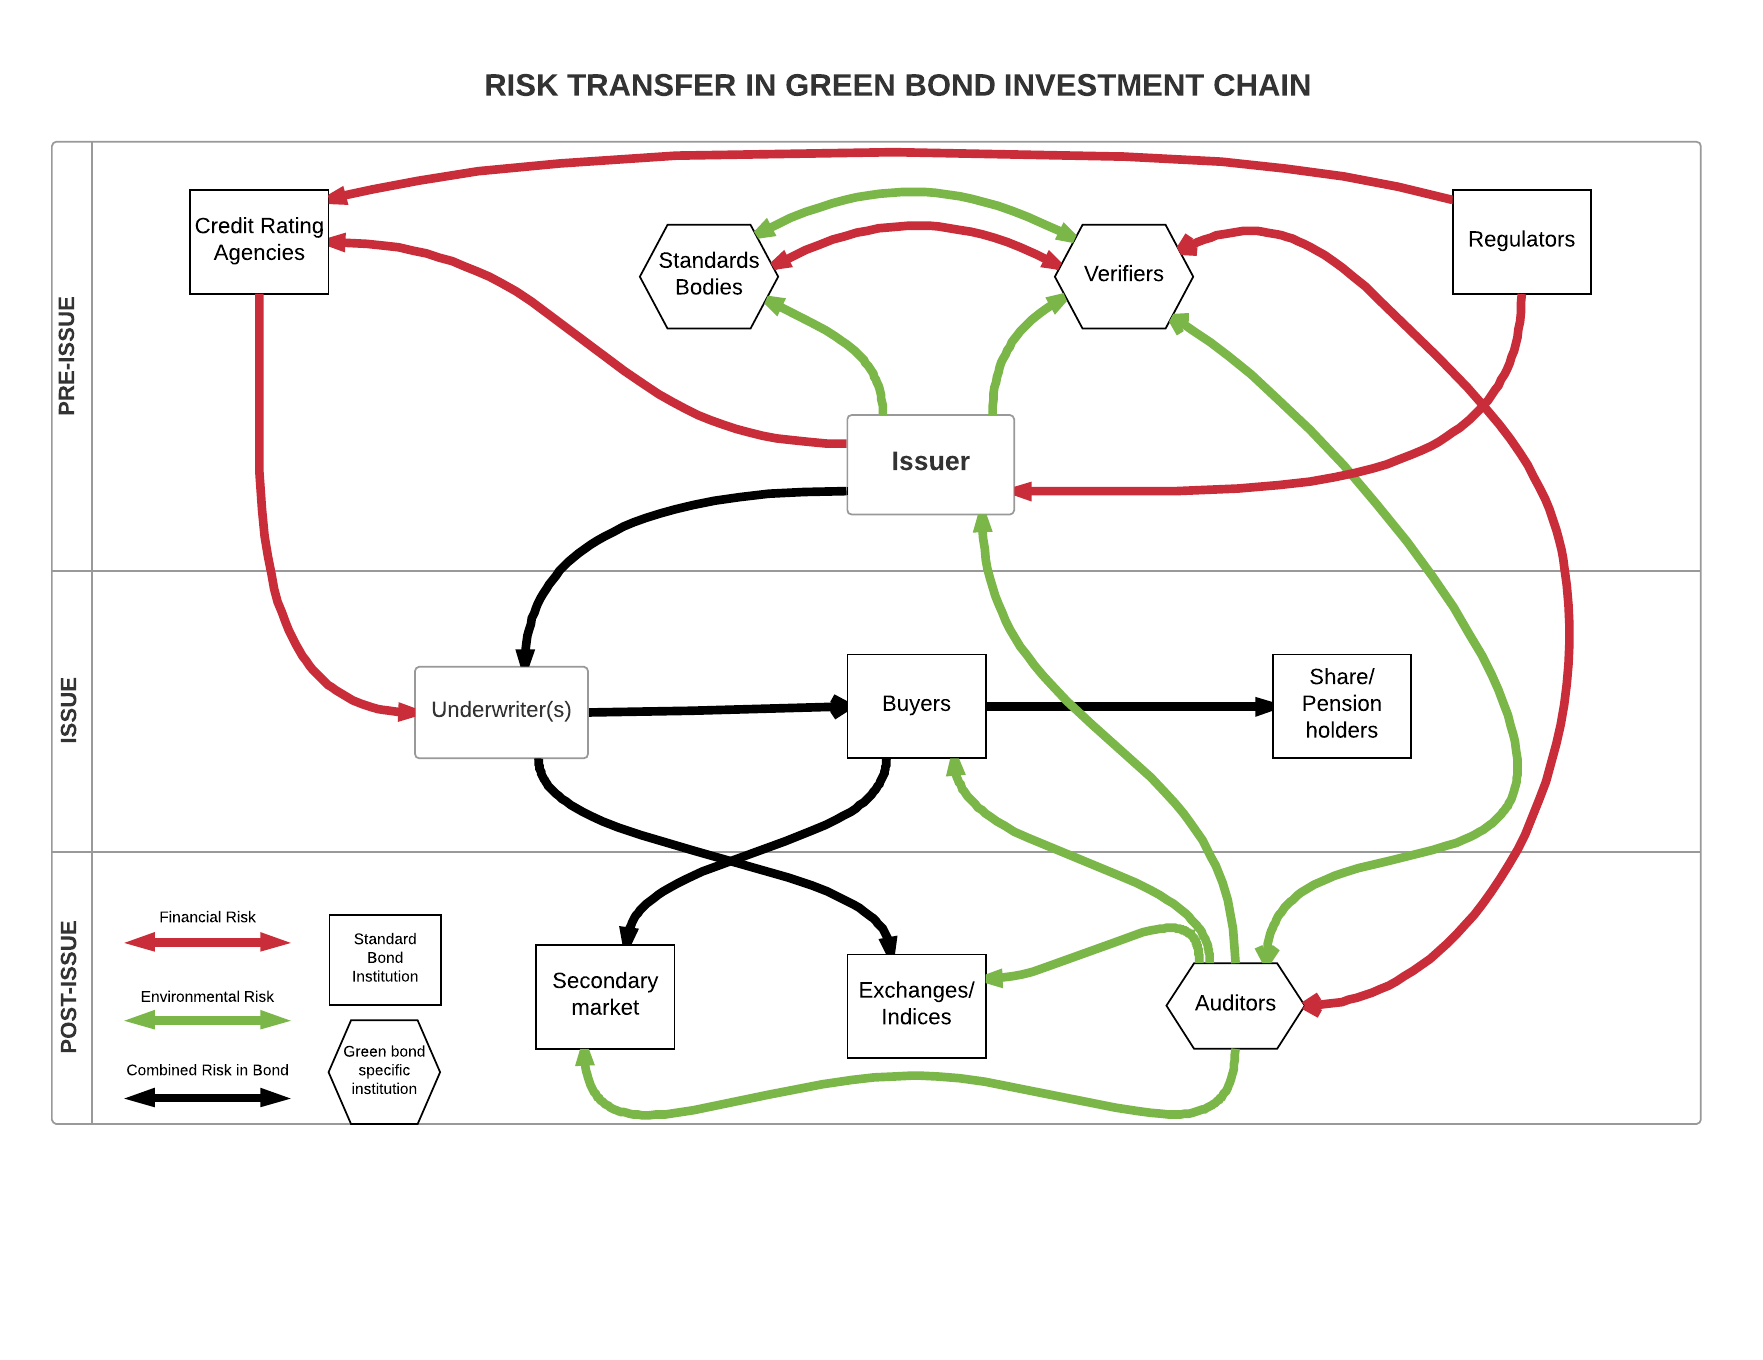 RISK TRANSFER IN GREEN BOND INVESTMENT CHAIN
PRE-ISSUE
Credit Rating
Agencies
Standards
Bodies
Verifiers
Regulators
Issuer
ISSUE
Underwriter(s)
Buyers
Share/
Pension
holders
POST-ISSUE
Financial Risk
Environmental Risk
Combined Risk in Bond
Standard
Bond
Institution
Green bond
specific
institution
Secondary
market
Exchanges/
Indices
Auditors